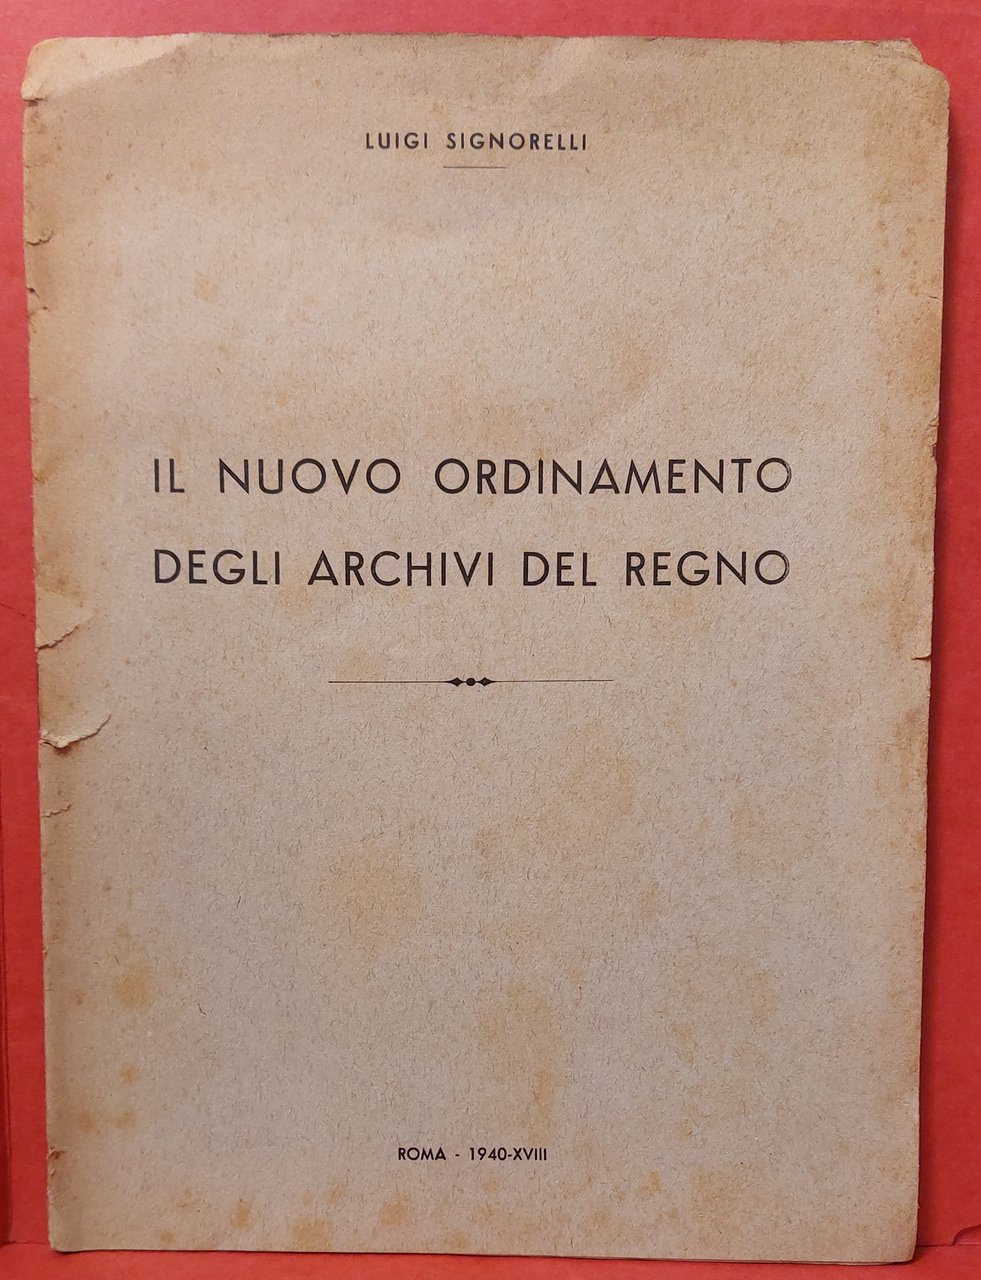 LUIGI SIGNORELLI
IL NUOVO ORDINAMENTO
DEGLI ARCHIVI DEL REGNO
ROMA - 1940-XVIII